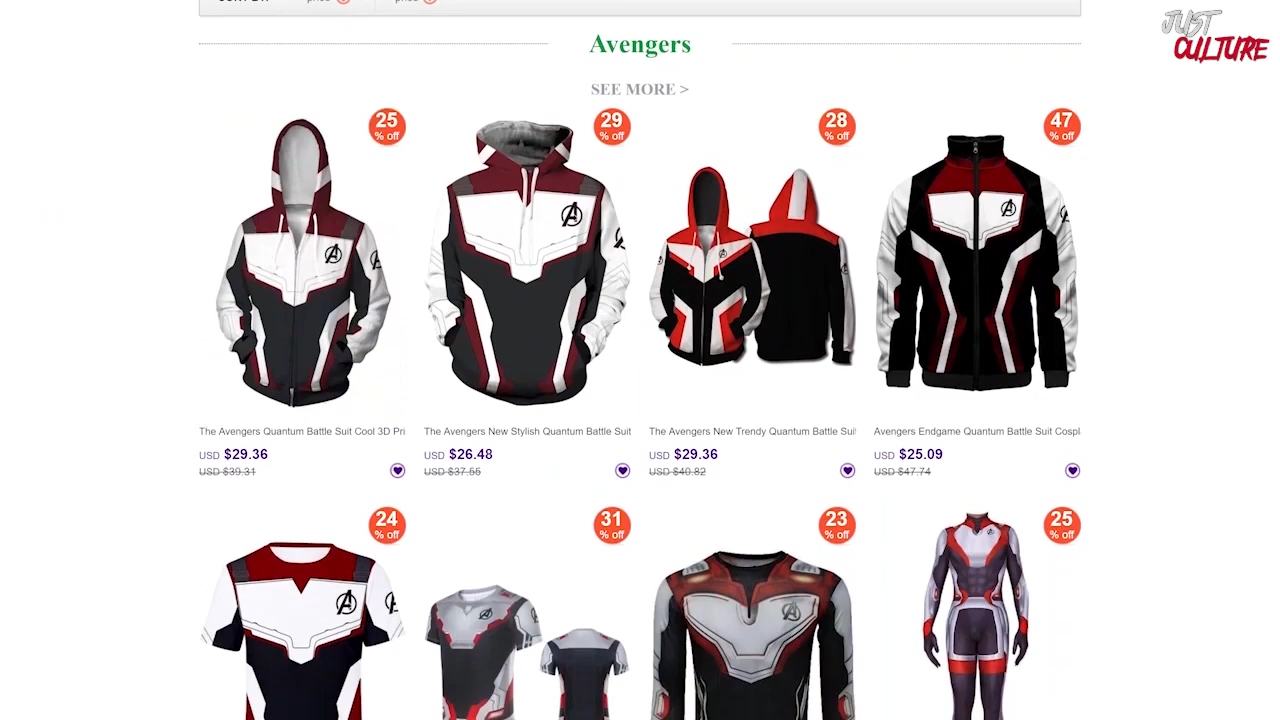 JUST
CULTURE
Avengers
SEE MORE >
25
% off
29
% off
28
% off
47
% off
The Avengers Quantum Battle Suit Cool 3D Pri
The Avengers New Stylish Quantum Battle Suit
The Avengers New Trendy Quantum Battle Suit
Avengers Endgame Quantum Battle Suit Cospl
USD $29.36
USD $26.48
USD $29.36
USD $25.09
USD $39.31
USD $37.55
USD $40.82
USD $47.74
24
% off
31
% off
23
% off
25
% off